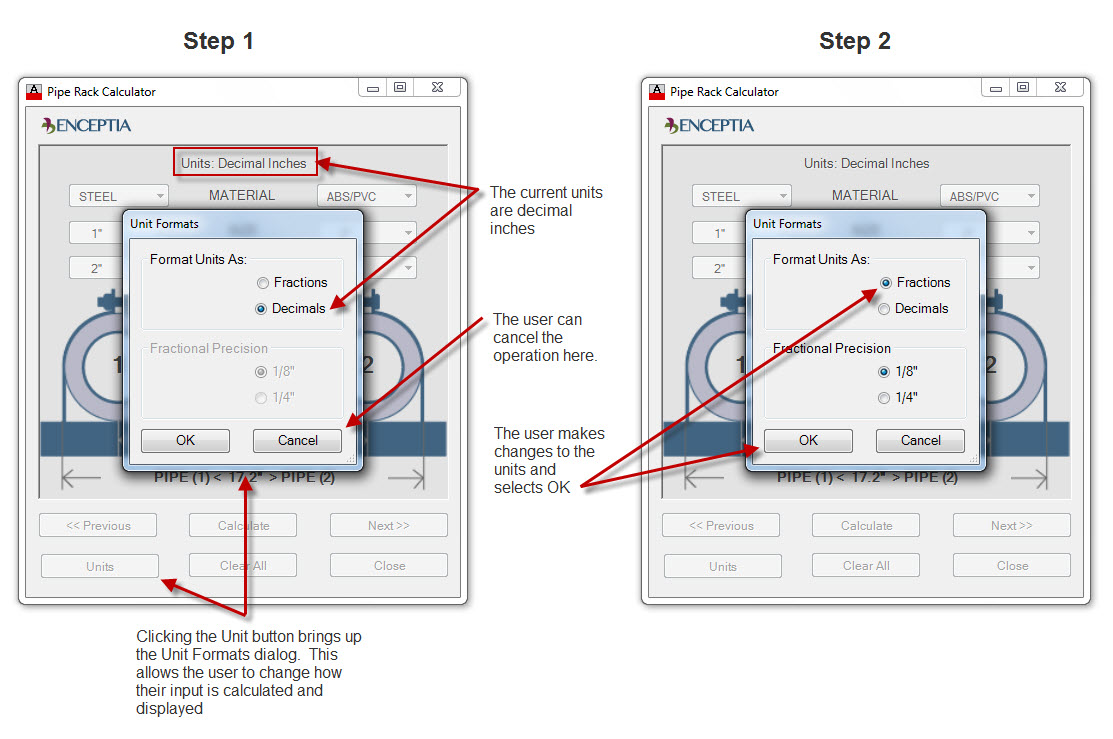 Step 1
Pipe Rack Calculator
ENCEPTIA
Units: Decimal Inches
STEEL MATERIAL ABS/PVC
1"
2"
Unit Formats
Format Units As:
Fractions
Decimals
Fractional Precision
1/8"
1/4"
OK Cancel
1 2
PIPE (1) < 17.2" > PIPE (2)
<< Previous Calculate Next >>
Units Clear All Close
The current units
are decimal
inches
The user can
cancel the
operation here.
The user makes
changes to the
units and
selects OK
Clicking the Unit button brings up
the Unit Formats dialog. This
allows the user to change how
their input is calculated and
displayed
Step 2
Pipe Rack Calculator
ENCEPTIA
Units: Decimal Inches
STEEL MATERIAL ABS/PVC
1"
2"
Unit Formats
Format Units As:
Fractions
Decimals
Fractional Precision
1/8"
1/4"
OK Cancel
1 2
PIPE (1) < 17.2" > PIPE (2)
<< Previous Calculate Next >>
Units Clear All Close